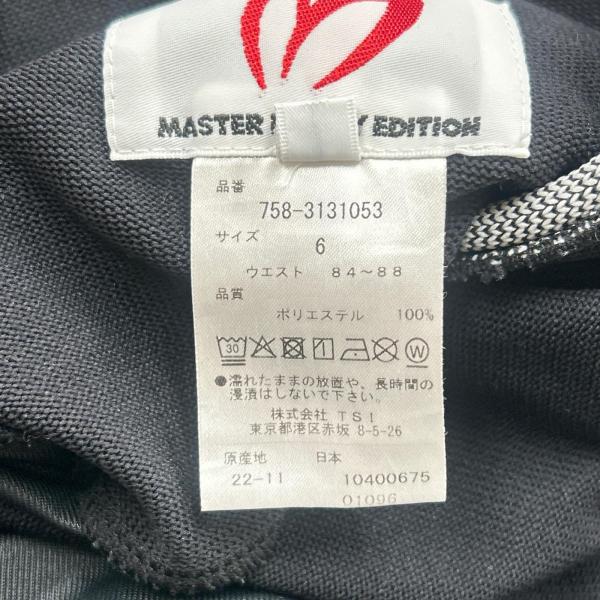 MASTER EDITION
品番
758-3131053
サイズ
6
ウエスト 84～88
品質
ポリエステル 100%
30 W
●濡れたままの放置や、長時間の
浸漬はしないで下さい。
株式会社 TSI
東京都港区赤坂 8-5-26
原産地 日本
22-11 10400675
01096